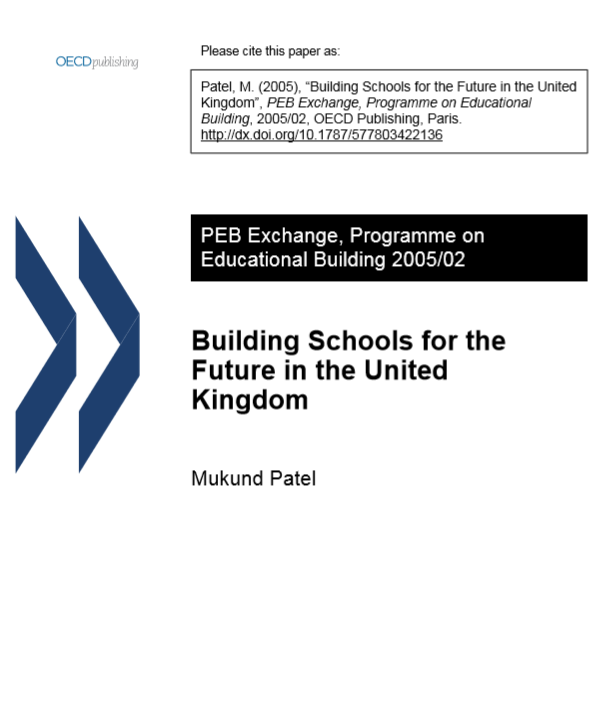 OECDpublishing
Please cite this paper as:
Patel, M. (2005), “Building Schools for the Future in the United
Kingdom”, PEB Exchange, Programme on Educational
Building, 2005/02, OECD Publishing, Paris.
http://dx.doi.org/10.1787/577803422136
PEB Exchange, Programme on
Educational Building 2005/02
Building Schools for the
Future in the United
Kingdom
Mukund Patel